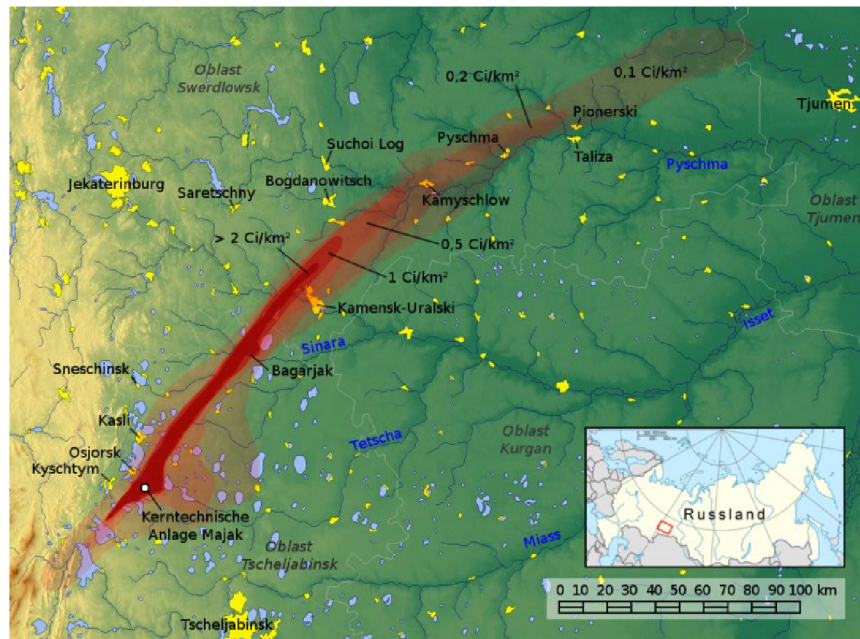 Oblast
Swerdlowsk
0,2 Ci/km²
0,1 Ci/km²
Tjumen
Pionerski
Suchoi Log
Pyschma
Taliza
Pyschma
Jekaterinburg
Saretschny
Bogdanowitsch
Kamyschlow
Oblast
Tjumen
> 2 Ci/km²
0,5 Ci/km²
1 Ci/km²
Kamensk-Uralski
Isset
Sinara
Sneschinsk
Bagarjak
Kasli
Tetscha
Oblast
Kurgan
Osjorsk
Kyschtym
Kerntechnische
Anlage Majak
Russland
Oblast
Tscheljabinsk
Miass
Tscheljabinsk
0 10 20 30 40 50 60 70 80 90 100 km